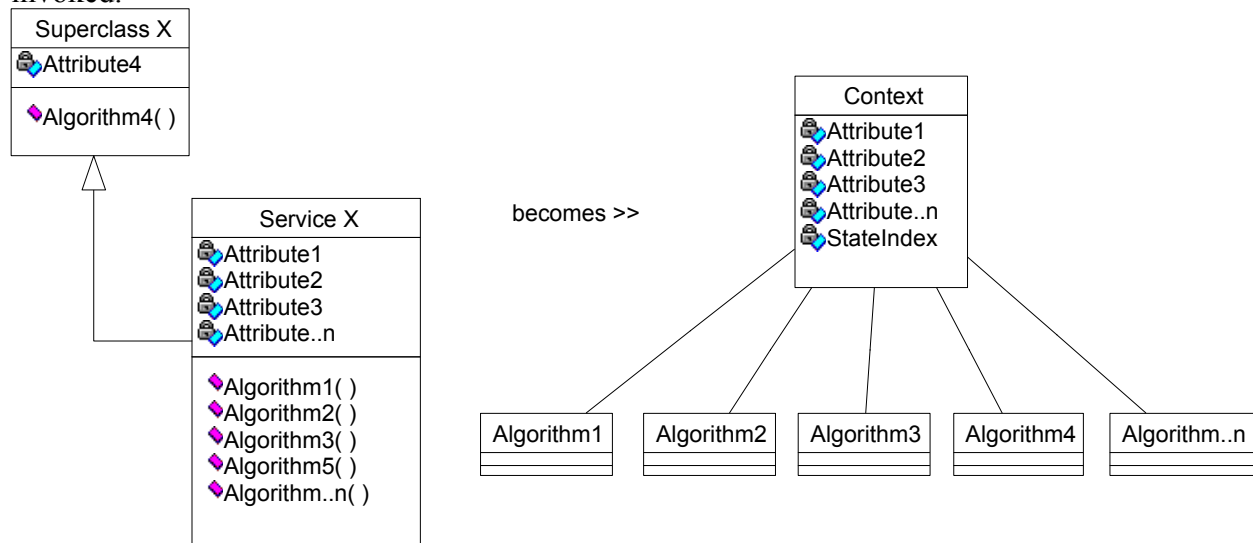 invoked.
Superclass X
Attribute4
Algorithm4( )
Service X
Attribute1
Attribute2
Attribute3
Attribute..n
Algorithm1( )
Algorithm2( )
Algorithm3( )
Algorithm5( )
Algorithm..n( )
becomes >>
Context
Attribute1
Attribute2
Attribute3
Attribute..n
StateIndex
Algorithm1
Algorithm2
Algorithm3
Algorithm4
Algorithm..n